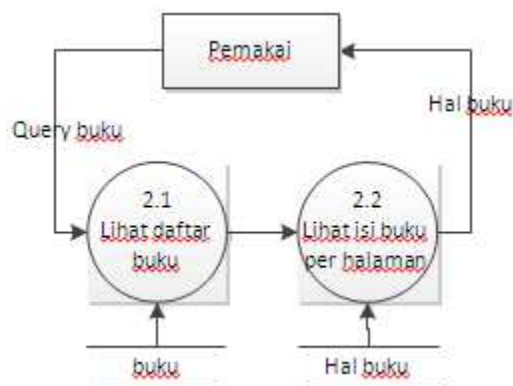 Pemakai
Hal buku
Query buku
2.1
Lihat daftar
buku
2.2
Lihat isi buku
per halaman
buku
Hal buku